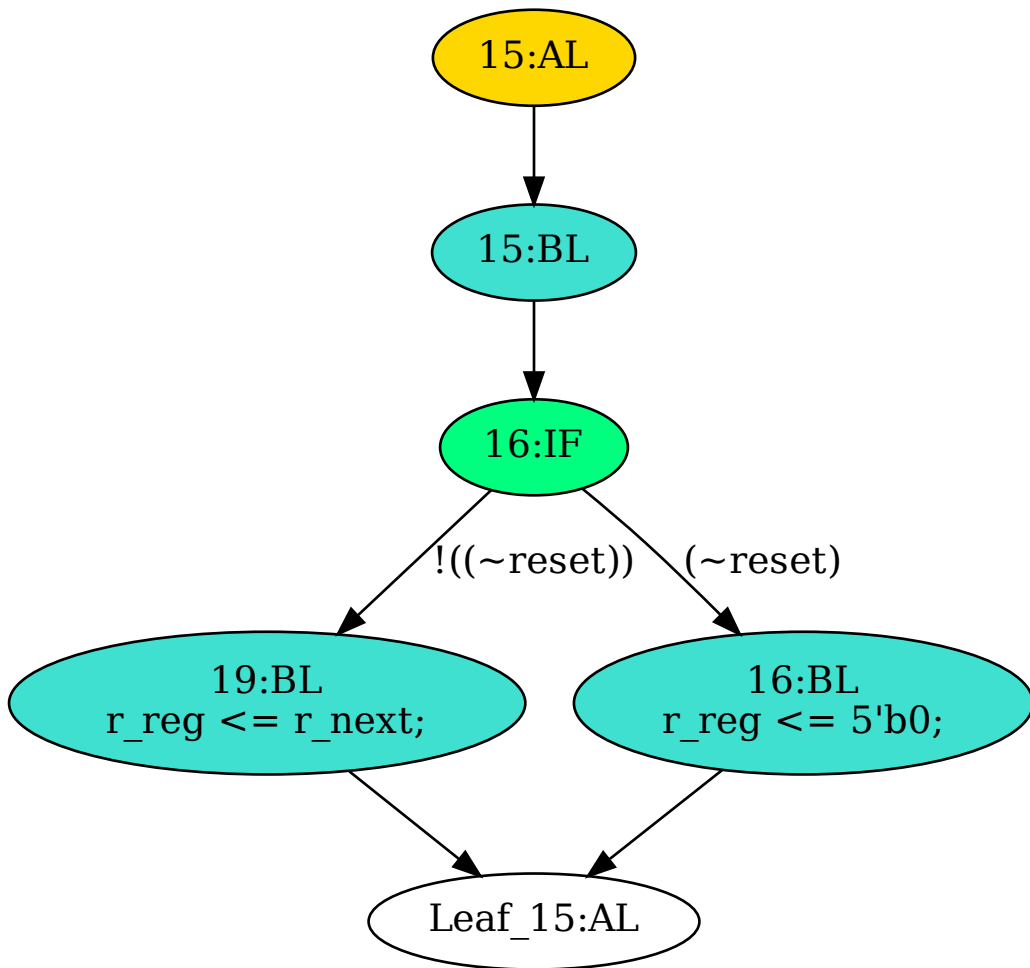 15:AL
15:BL
16:IF
!((~reset))
(~reset)
19:BL
r_reg <= r_next;
16:BL
r_reg <= 5'b0;
Leaf_15:AL